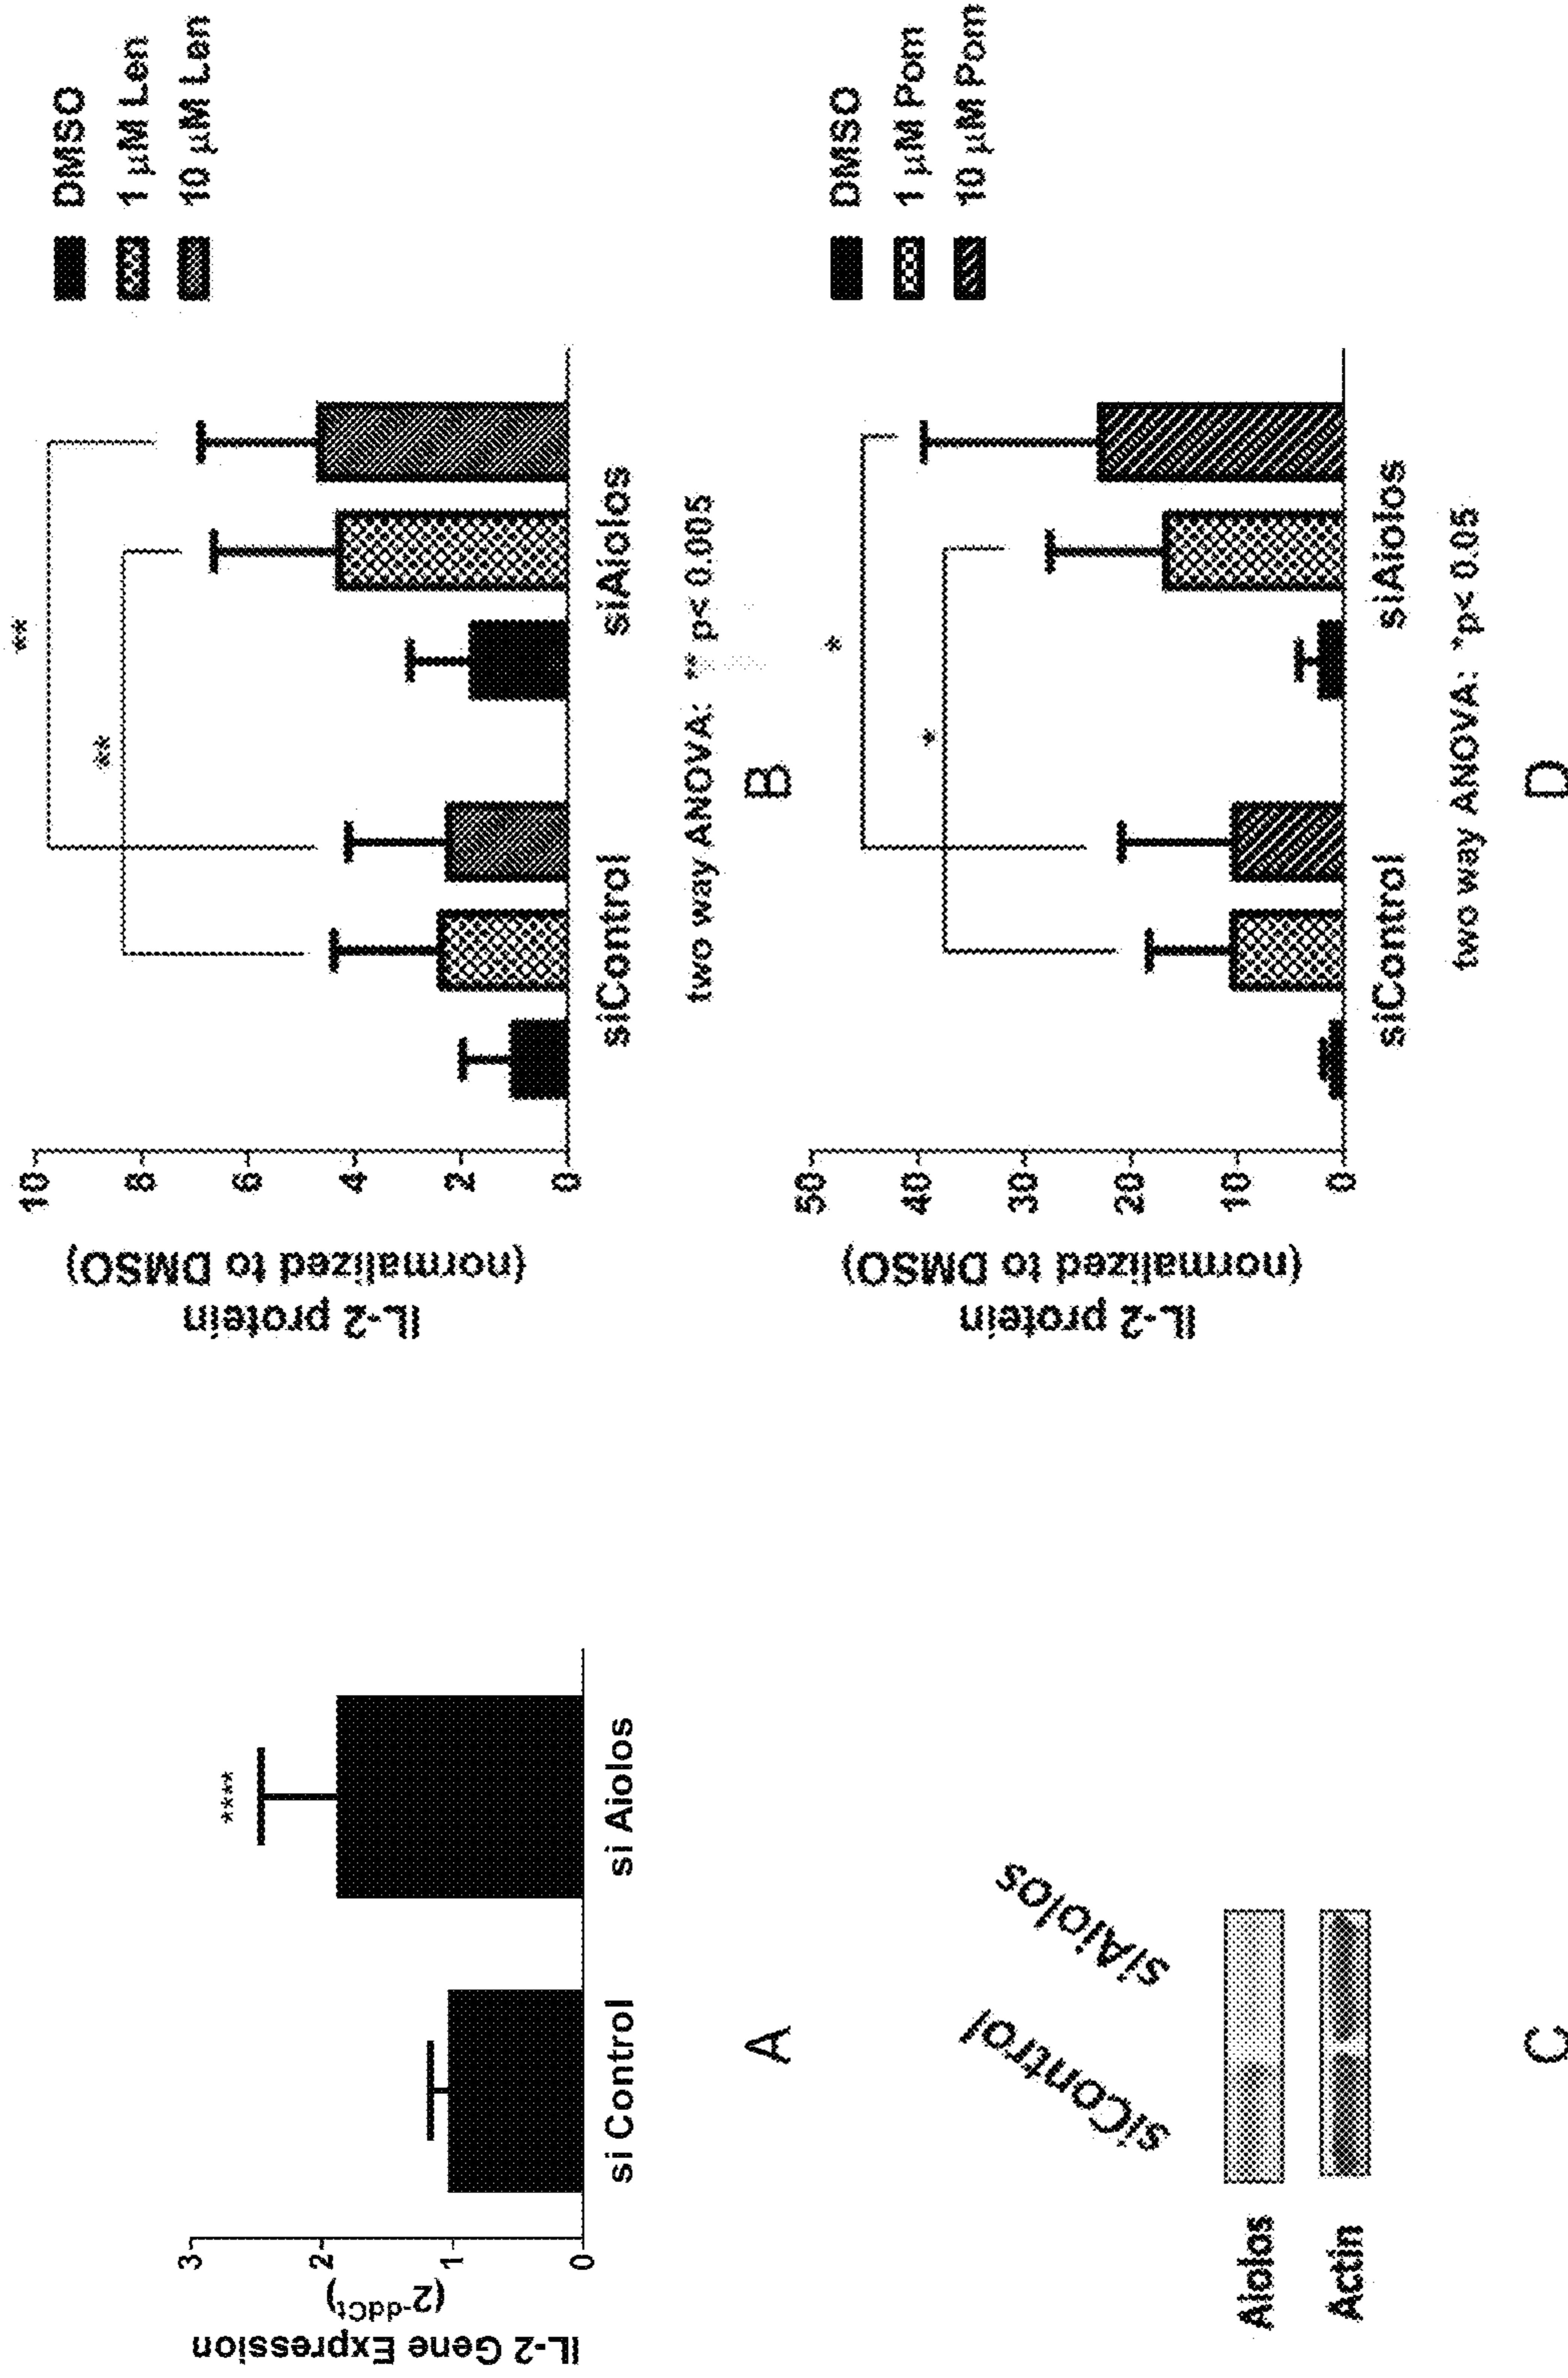 IL-2 Gene Expression
(2^-ddCt)
3
2
1
0
****
si Control
si Aiolos
A
IL-2 protein
(normalized to DMSO)
10
8
6
4
2
0
**
**
siControl
siAiolos
DMSO
1 µM Len
10 µM Len
two way ANOVA: ** p< 0.005
B
siControl
siAiolos
Aiolos
Actin
C
IL-2 protein
(normalized to DMSO)
50
40
30
20
10
0
*
*
siControl
siAiolos
DMSO
1 µM Pom
10 µM Pom
two way ANOVA: *p< 0.05
D